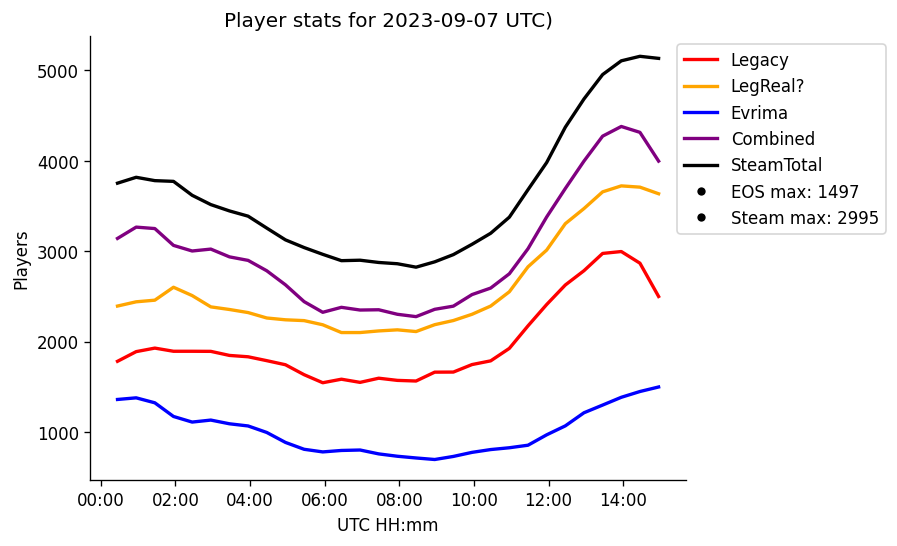 Player stats for 2023-09-07 UTC)
Legacy
LegReal?
Evrima
Combined
SteamTotal
EOS max: 1497
Steam max: 2995
Players
5000
4000
3000
2000
1000
00:00 02:00 04:00 06:00 08:00 10:00 12:00 14:00
UTC HH:mm